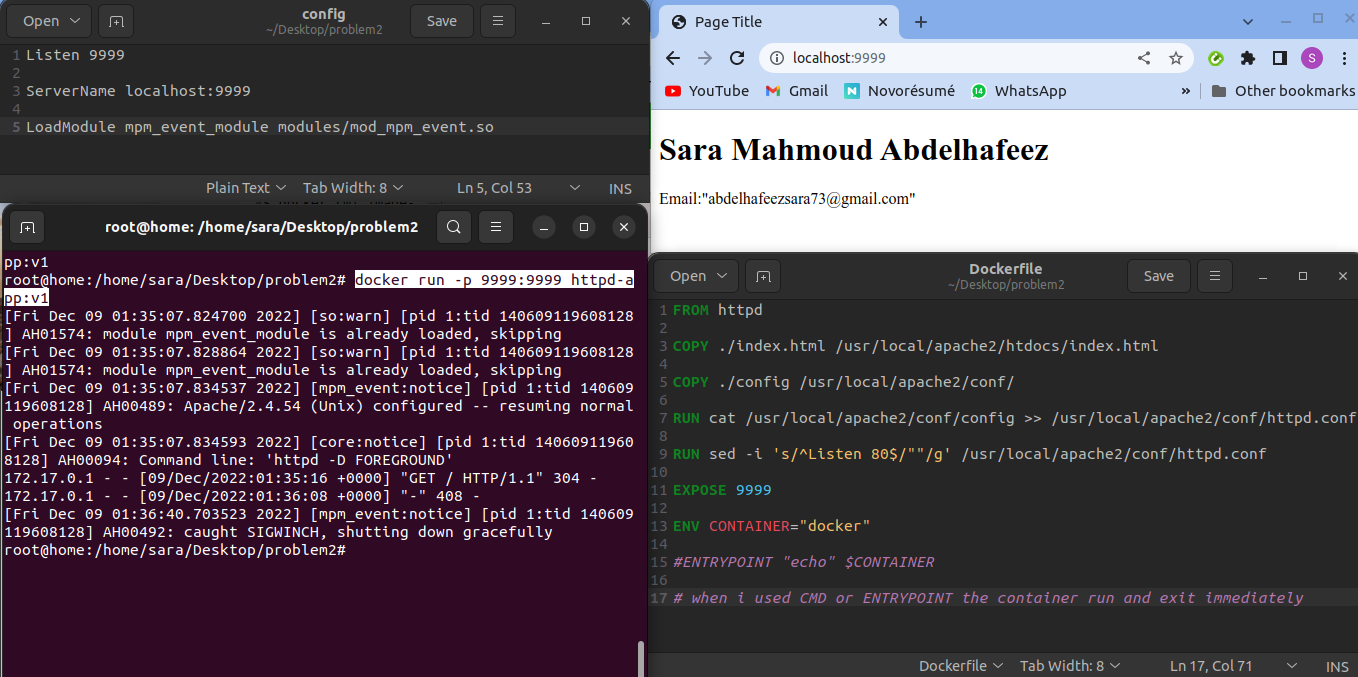 Open
config
~/Desktop/problem2
Save
1 Listen 9999
2
3 ServerName localhost:9999
4
5 LoadModule mpm_event_module modules/mod_mpm_event.so
Plain Text
Tab Width: 8
Ln 5, Col 53
INS
root@home: /home/sara/Desktop/problem2
pp:v1
root@home:/home/sara/Desktop/problem2# docker run -p 9999:9999 httpd-a
pp:v1
[Fri Dec 09 01:35:07.824700 2022] [so:warn] [pid 1:tid 140609119608128
] AH01574: module mpm_event_module is already loaded, skipping
[Fri Dec 09 01:35:07.828864 2022] [so:warn] [pid 1:tid 140609119608128
] AH01574: module mpm_event_module is already loaded, skipping
[Fri Dec 09 01:35:07.834537 2022] [mpm_event:notice] [pid 1:tid 140609
119608128] AH00489: Apache/2.4.54 (Unix) configured -- resuming normal
 operations
[Fri Dec 09 01:35:07.834593 2022] [core:notice] [pid 1:tid 14060911960
8128] AH00094: Command line: 'httpd -D FOREGROUND'
172.17.0.1 - - [09/Dec/2022:01:35:16 +0000] "GET / HTTP/1.1" 304 -
172.17.0.1 - - [09/Dec/2022:01:36:08 +0000] "-" 408 -
[Fri Dec 09 01:36:40.703523 2022] [mpm_event:notice] [pid 1:tid 140609
119608128] AH00492: caught SIGWINCH, shutting down gracefully
root@home:/home/sara/Desktop/problem2#
Page Title
localhost:9999
S
YouTube
Gmail
N Novorésumé
14 WhatsApp
»
Other bookmarks
Sara Mahmoud Abdelhafeez
Email:"abdelhafeezsara73@gmail.com"
Open
Dockerfile
~/Desktop/problem2
Save
1 FROM httpd
2
3 COPY ./index.html /usr/local/apache2/htdocs/index.html
4
5 COPY ./config /usr/local/apache2/conf/
6
7 RUN cat /usr/local/apache2/conf/config >> /usr/local/apache2/conf/httpd.conf
8
9 RUN sed -i 's/^Listen 80$/""/g' /usr/local/apache2/conf/httpd.conf
10
11 EXPOSE 9999
12
13 ENV CONTAINER="docker"
14
15 #ENTRYPOINT "echo" $CONTAINER
16
17 # when i used CMD or ENTRYPOINT the container run and exit immediately
Dockerfile
Tab Width: 8
Ln 17, Col 71
INS